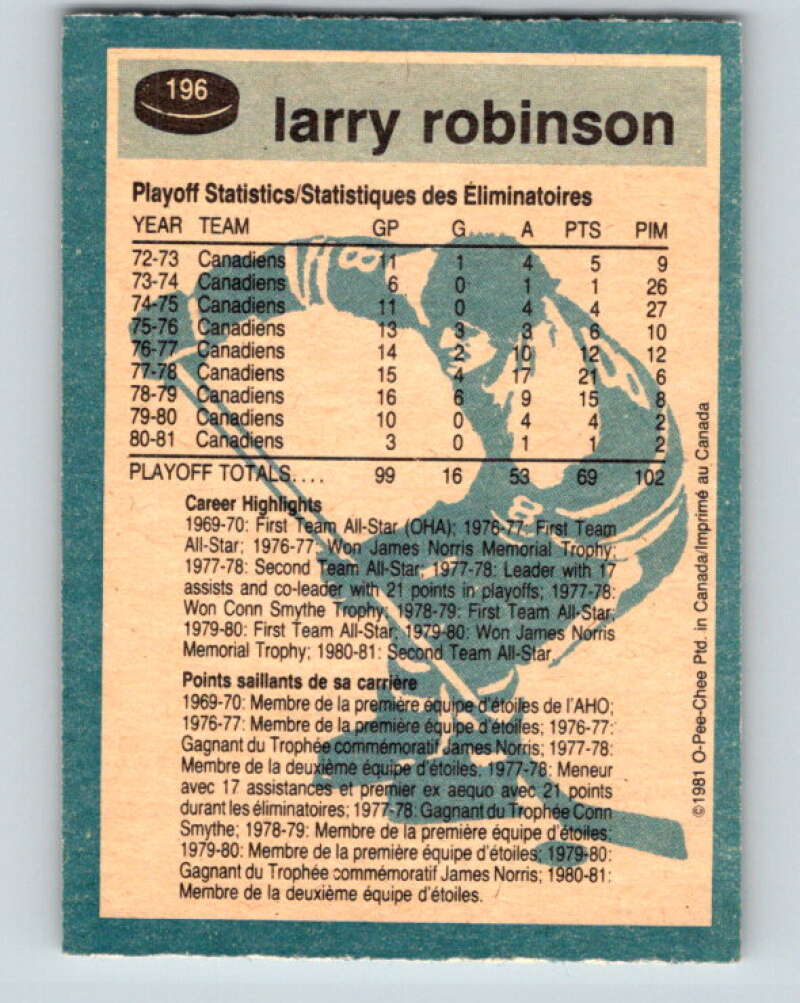 196
larry robinson
Playoff Statistics/Statistiques des Éliminatoires
YEAR TEAM GP G A PTS PIM
72-73 Canadiens 11 1 4 5 9
73-74 Canadiens 6 0 1 1 26
74-75 Canadiens 11 0 4 4 27
75-76 Canadiens 13 3 3 6 10
76-77 Canadiens 14 2 10 12 12
77-78 Canadiens 15 4 17 21 6
78-79 Canadiens 16 6 9 15 8
79-80 Canadiens 10 0 4 4 2
80-81 Canadiens 3 0 1 1 2
PLAYOFF TOTALS.... 99 16 53 69 102
Career Highlights
1969-70: First Team All-Star (OHA); 1976-77: First Team
All-Star; 1976-77: Won James Norris Memorial Trophy;
1977-78: Second Team All-Star; 1977-78: Leader with 17
assists and co-leader with 21 points in playoffs; 1977-78:
Won Conn Smythe Trophy; 1978-79: First Team All-Star;
1979-80: First Team All-Star; 1979-80: Won James Norris
Memorial Trophy; 1980-81: Second Team All-Star.
Points saillants de sa carrière
1969-70: Membre de la première équipe d'étoiles de l'AHO;
1976-77: Membre de la première équipe d'étoiles; 1976-77:
Gagnant du Trophée commémoratif James Norris; 1977-78:
Membre de la deuxième équipe d'étoiles; 1977-78: Meneur
avec 17 assistances et premier ex aequo avec 21 points
durant les éliminatoires; 1977-78: Gagnant du Trophée Conn
Smythe; 1978-79: Membre de la première équipe d'étoiles;
1979-80: Membre de la première équipe d'étoiles; 1979-80:
Gagnant du Trophée commémoratif James Norris; 1980-81:
Membre de la deuxième équipe d'étoiles.
©1981 O-Pee-Chee Ptd. in Canada/Imprimé au Canada